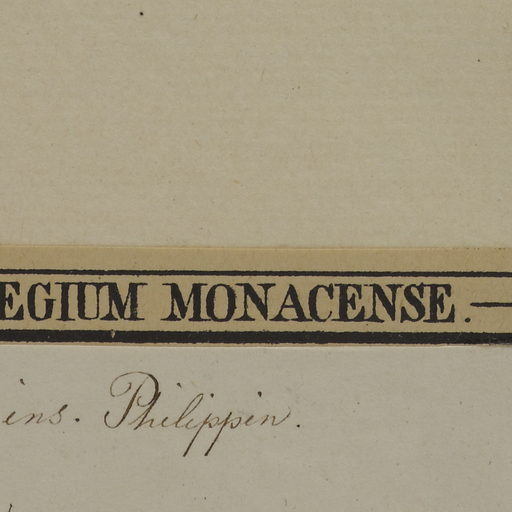 EGIUM MONACENSE. —
ins. Philippin.